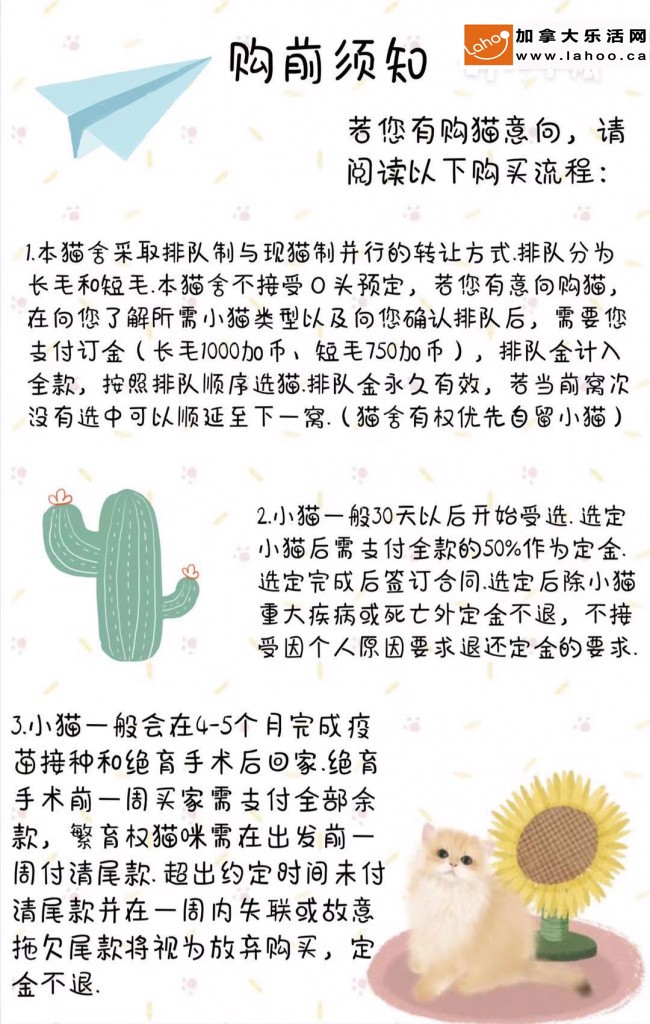 Lahoo
加拿大乐活网
www.lahoo.ca
购前须知
若您有购猫意向，请
阅读以下购买流程：
1.本猫舍采取排队制与现猫制并行的转让方式.排队分为
长毛和短毛.本猫舍不接受0头预定，若您有意向购猫，
在向您了解所需小猫类型以及向您确认排队后，需要您
支付订金（长毛1000加币、短毛750加币），排队金计入
全款，按照排队顺序选猫.排队金永久有效，若当前窝次
没有选中可以顺延至下一窝.（猫舍有权优先自留小猫）
2.小猫一般30天以后开始受选.选定
小猫后需支付全款的50%作为定金.
选定完成后签订合同.选定后除小猫
重大疾病或死亡外定金不退，不接
受因个人原因要求退还定金的要求.
3.小猫一般会在4-5个月完成疫
苗接种和绝育手术后回家.绝育
手术前一周买家需支付全部余
款，繁育权猫咪需在出发前一
周付清尾款.超出约定时间未付
清尾款并在一周内失联或故意
拖欠尾款将视为放弃购买，定
金不退.